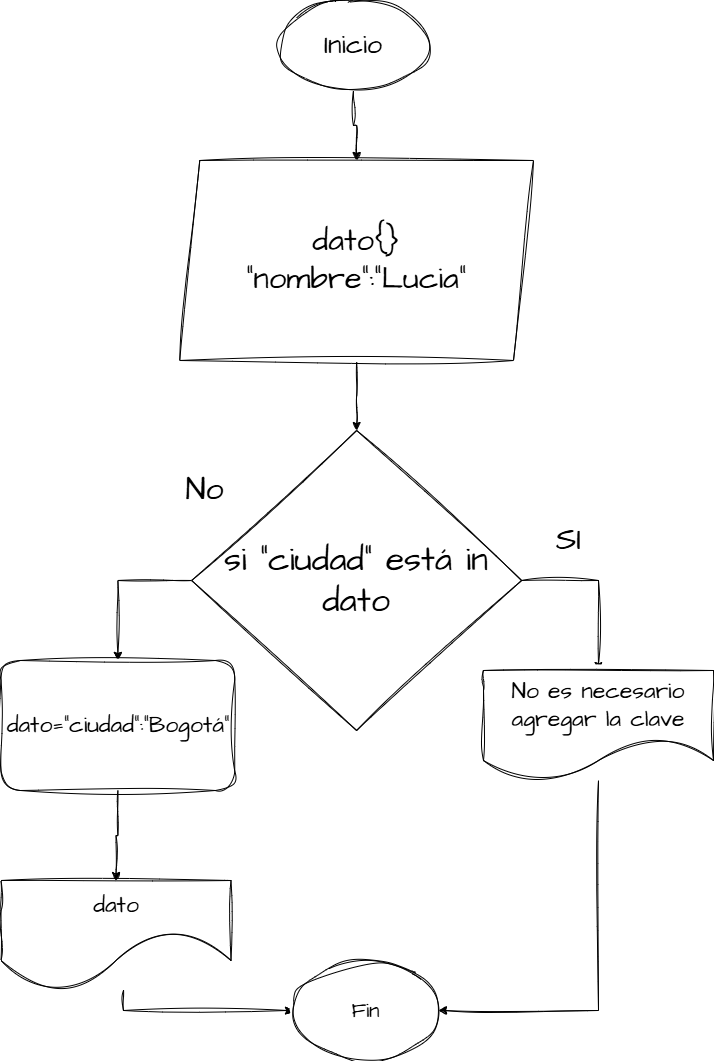 Inicio
dato{}
"nombre":"Lucia"
No
SI
si "ciudad" está in
dato
dato="ciudad":"Bogotá"
No es necesario
agregar la clave
dato
Fin